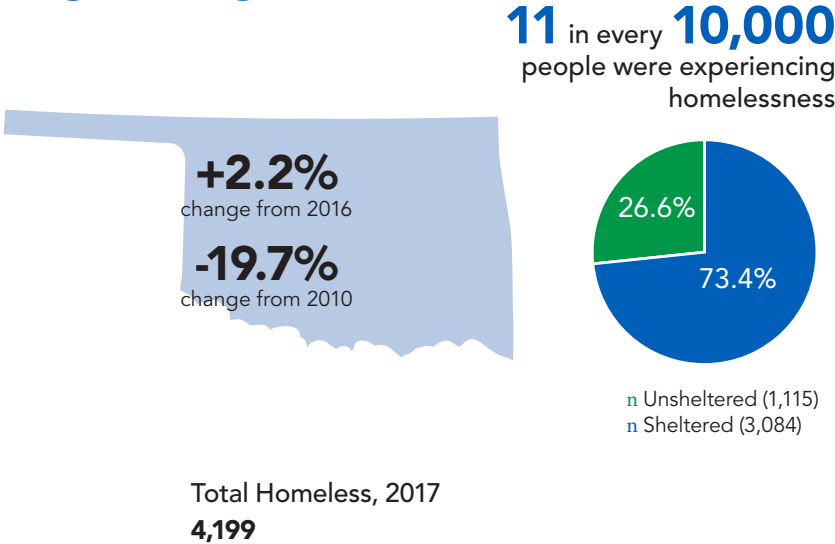 11 in every 10,000
people were experiencing
homelessness
+2.2%
change from 2016
-19.7%
change from 2010
26.6%
73.4%
n Unsheltered (1,115)
n Sheltered (3,084)
Total Homeless, 2017
4,199